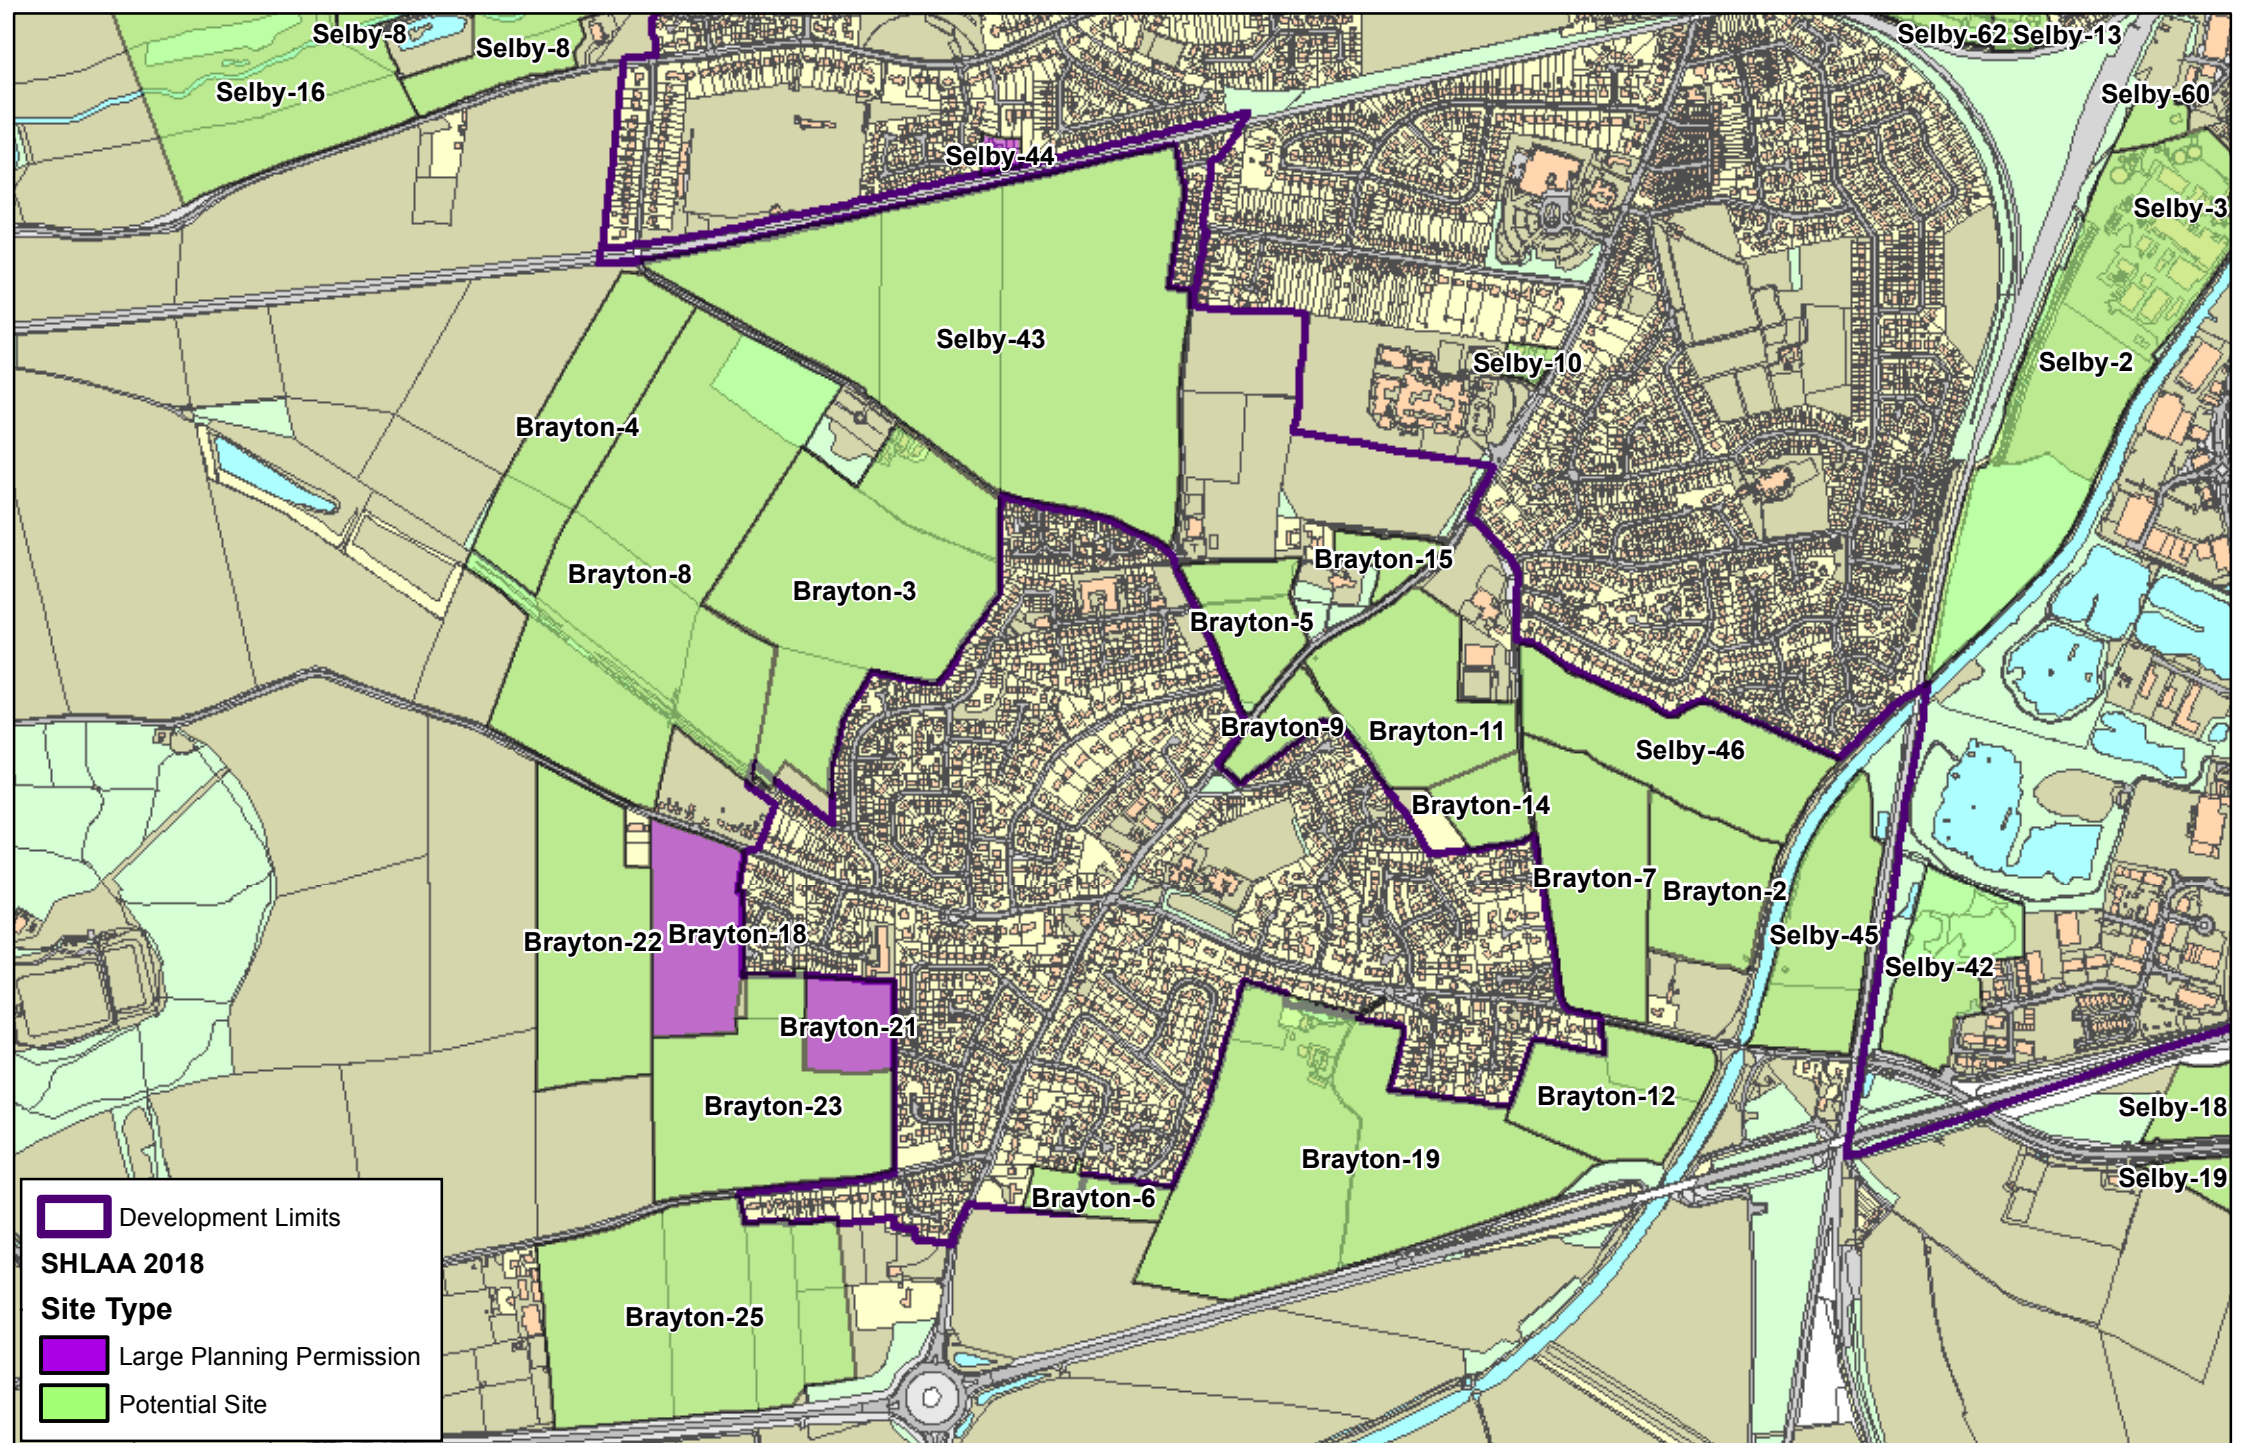 Selby-8
Selby-8
Selby-62 Selby-13
Selby-16
Selby-60
Selby-44
Selby-3
Selby-43
Selby-10
Selby-2
Brayton-4
Brayton-15
Brayton-8
Brayton-3
Brayton-5
Brayton-9
Brayton-11
Selby-46
Brayton-14
Brayton-7
Brayton-2
Brayton-22
Brayton-18
Selby-45
Selby-42
Brayton-21
Brayton-23
Brayton-12
Selby-18
Brayton-19
Selby-19
Brayton-6
Brayton-25
Development Limits
SHLAA 2018
Site Type
Large Planning Permission
Potential Site